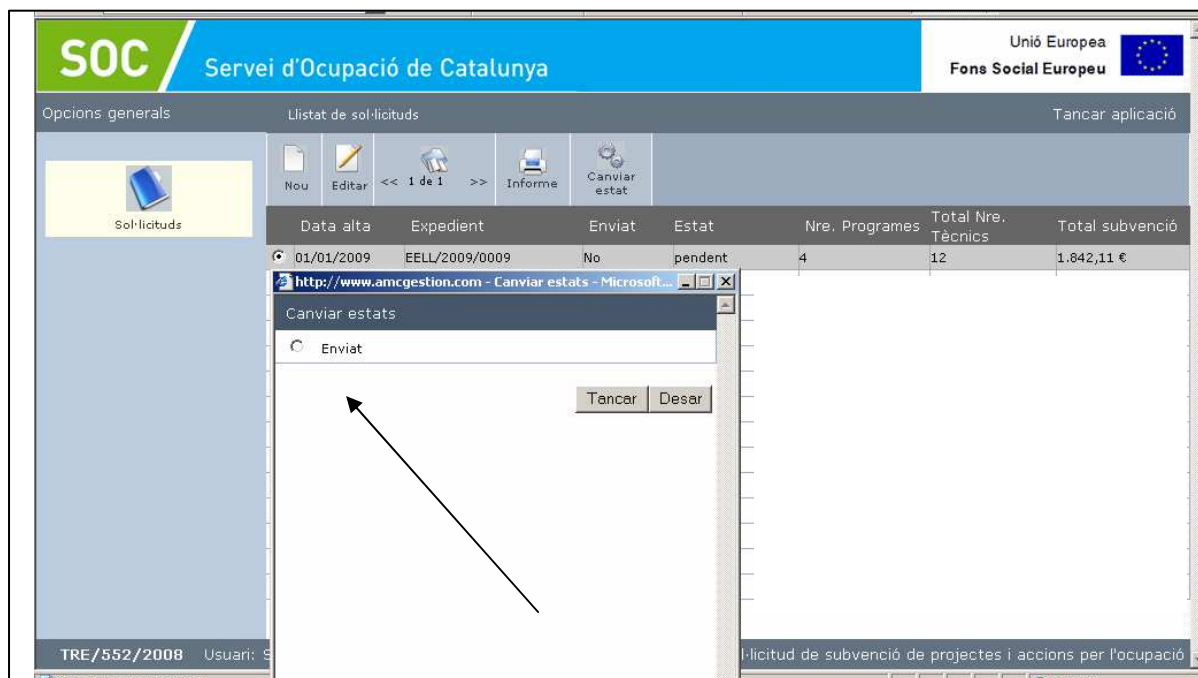 SOC
Servei d'Ocupació de Catalunya
Unió Europea
Fons Social Europeu
Opcions generals
Llistat de sol·licituds
Tancar aplicació
Sol·licituds
Nou
Editar
<< 1 de 1 >>
Informe
Canviar
estat
Data alta Expedient Enviat Estat Nre. Programes Total Nre.
Tècnics Total subvenció
01/01/2009 EELL/2009/0009 No pendent 4 12 1.842,11 €
http://www.amcgestion.com - Canviar estats - Microsoft...
Canviar estats
Enviat
Tancar Desar
TRE/552/2008 Usuari:
de subvenció de projectes i accions per l'ocupació